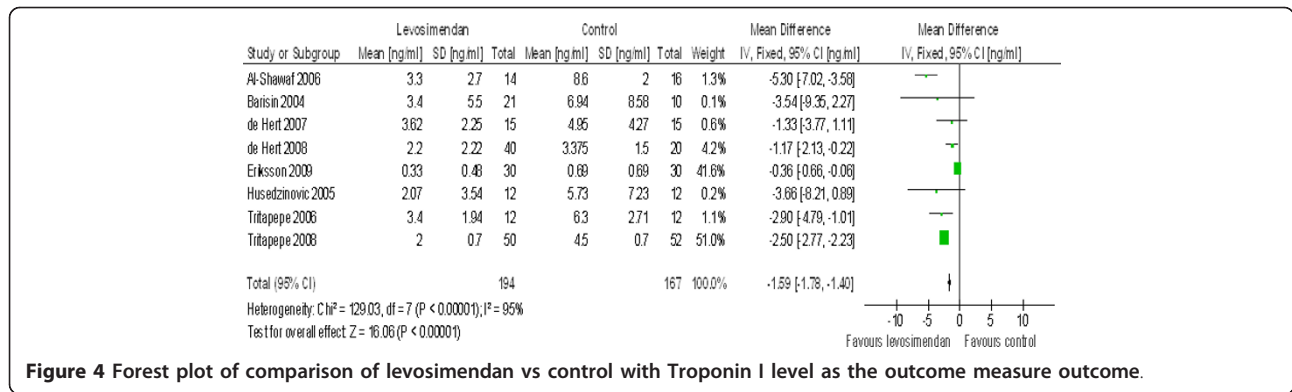 Levosimendan Control Mean Difference Mean Difference
Study or Subgroup Mean [ng/ml] SD [ng/ml] Total Mean [ng/ml] SD [ng/ml] Total Weight IV, Fixed, 95% CI [ng/ml] IV, Fixed, 95% CI [ng/ml]
Al-Shawaf 2006 3.3 2.7 14 8.6 2 16 1.3% -5.30 [-7.02, -3.58]
Barisin 2004 3.4 5.5 21 6.94 8.58 10 0.1% -3.54 [-9.35, 2.27]
de Hert 2007 3.62 2.25 15 4.95 4.27 15 0.6% -1.33 [-3.77, 1.11]
de Hert 2008 2.2 2.22 40 3.375 1.5 20 4.2% -1.17 [-2.13, -0.22]
Eriksson 2009 0.33 0.48 30 0.69 0.69 30 41.6% -0.36 [-0.66, -0.06]
Husedzinovic 2005 2.07 3.54 12 5.73 7.23 12 0.2% -3.66 [-8.21, 0.89]
Tritapepe 2006 3.4 1.94 12 6.3 2.71 12 1.1% -2.90 [-4.79, -1.01]
Tritapepe 2008 2 0.7 50 4.5 0.7 52 51.0% -2.50 [-2.77, -2.23]
Total (95% CI) 194 167 100.0% -1.59 [-1.78, -1.40]
Heterogeneity: Chi² = 129.03, df = 7 (P < 0.00001); I² = 95%
Test for overall effect: Z = 16.06 (P < 0.00001)
-10 -5 0 5 10
Favours levosimendan Favours control
Figure 4 Forest plot of comparison of levosimendan vs control with Troponin I level as the outcome measure outcome.